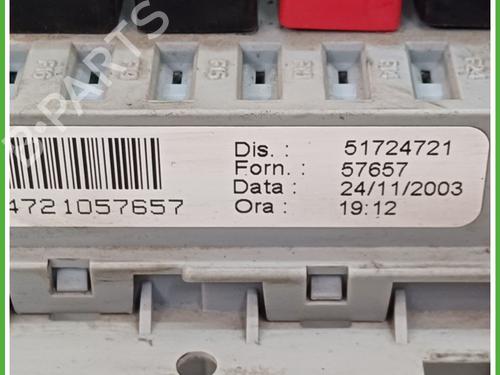 Dis. : 51724721
Forn. : 57657
Data : 24/11/2003
Ora : 19:12
4721057657
B-PARTS